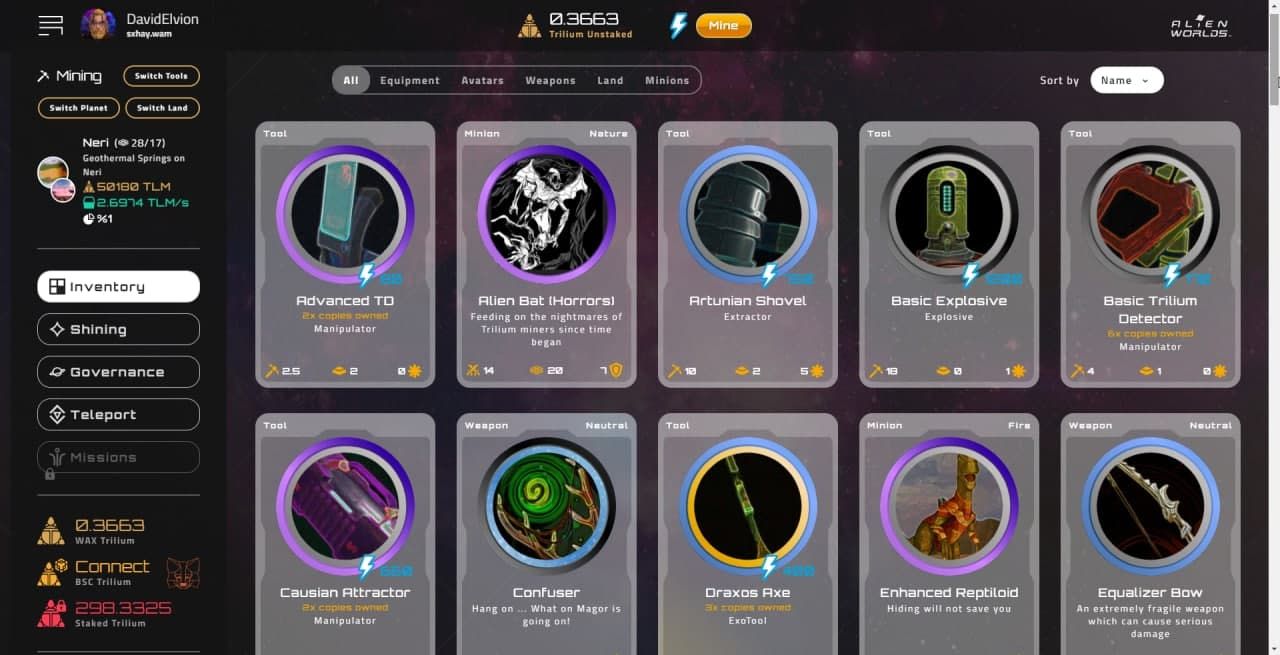 DavidElvion
sxhay.wam
0.3663
Trilium Unstaked
Mine
ALIEN
WORLDS
Mining
Switch Tools
Switch Planet
Switch Land
Neri (28/17)
Geothermal Springs on
Neri
50180 TLM
2.6974 TLM/s
%1
Inventory
Shining
Governance
Teleport
Missions
0.3663
WAX Trilium
Connect
BSC Trilium
298.3325
Staked Trilium
All Equipment Avatars Weapons Land Minions
Sort by Name
Tool
80
Advanced TD
2x copies owned
Manipulator
2.5 2 0
Minion Nature
Alien Bat (Horrors)
Feeding on the nightmares of
Trilium miners since time
began
14 20 7
Tool
Artunian Shovel
Extractor
10 2 5
Tool
1200
Basic Explosive
Explosive
18 0 1
Tool
Basic Trilium
Detector
6x copies owned
Manipulator
4 1 0
Tool
660
Causian Attractor
2x copies owned
Manipulator
Weapon Neutral
Confuser
Hang on ... What on Magor is
going on!
Tool
400
Draxos Axe
3x copies owned
ExoTool
Minion Fire
Enhanced Reptiloid
Hiding will not save you
Weapon Neutral
Equalizer Bow
An extremely fragile weapon
which can cause serious
damage